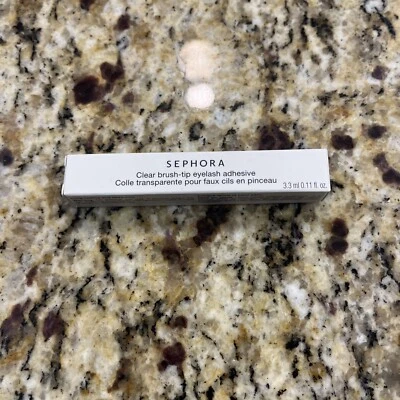 SEPHORA
Clear brush-tip eyelash adhesive
Colle transparente pour faux cils en pinceau
3.3 ml 0.11 fl. oz.